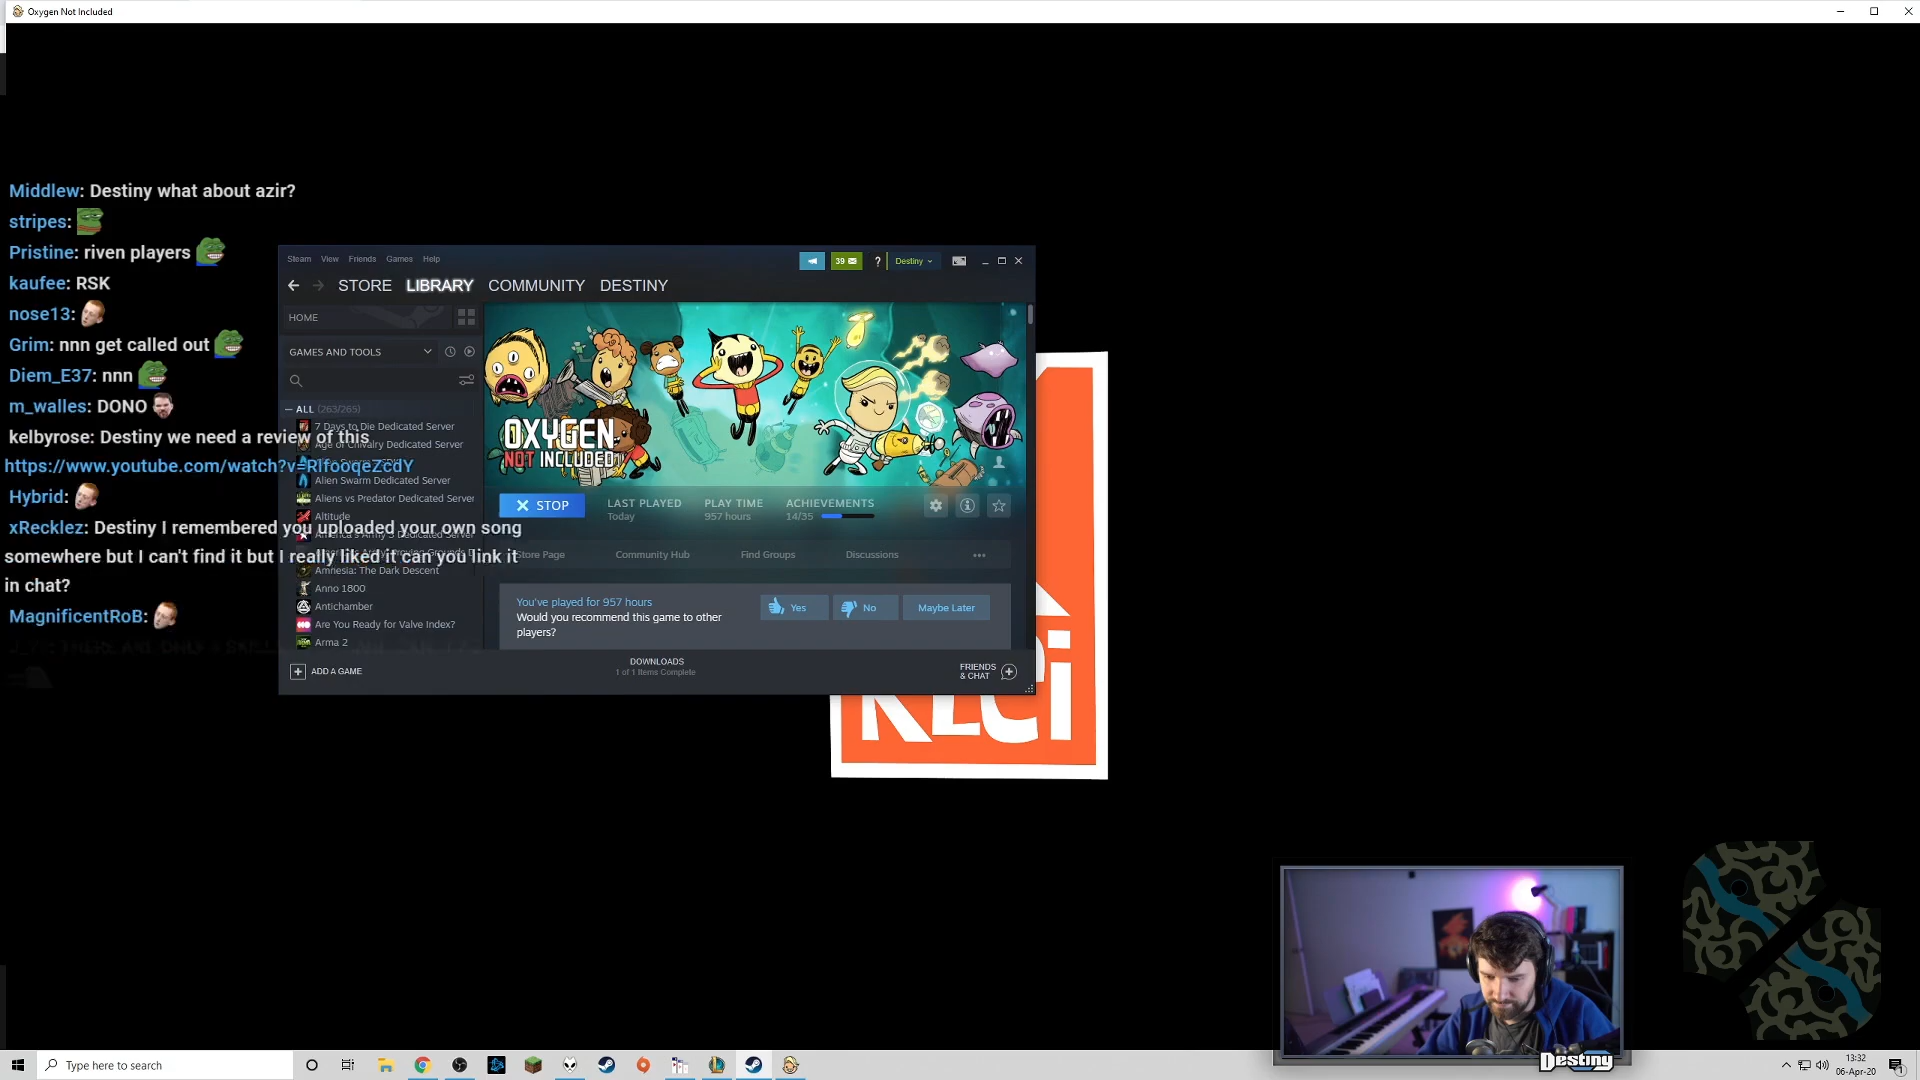 Oxygen Not Included
Middlew: Destiny what about azir?
stripes:
Pristine: riven players
kaufee: RSK
nose13:
Grim: nnn get called out
Diem_E37: nnn
m_walles: DONO
kelbyrose: Destiny we need a review of this
https://www.youtube.com/watch?v=RlfooqeZcdY
Hybrid:
xRecklez: Destiny I remembered you uploaded your own song
somewhere but I can't find it but I really liked it can you link it
in chat?
MagnificentRoB:
Steam View Friends Games Help
39
? Destiny
STORE LIBRARY COMMUNITY DESTINY
HOME
GAMES AND TOOLS
ALL (263/265)
7 Days to Die Dedicated Server
Age of Chivalry Dedicated Server
Alien Swarm Dedicated Server
Aliens vs Predator Dedicated Server
Altitude
Amnesia: The Dark Descent
Anno 1800
Antichamber
Are You Ready for Valve Index?
Arma 2
ADD A GAME
OXYGEN
NOT INCLUDED
STOP
LAST PLAYED
Today
PLAY TIME
957 hours
ACHIEVEMENTS
14/35
Store Page Community Hub Find Groups Discussions
You've played for 957 hours
Would you recommend this game to other
players?
Yes No Maybe Later
DOWNLOADS
1 of 1 Items Complete
FRIENDS
& CHAT
KLEi
Destiny
Type here to search
13:32
06-Apr-20
1